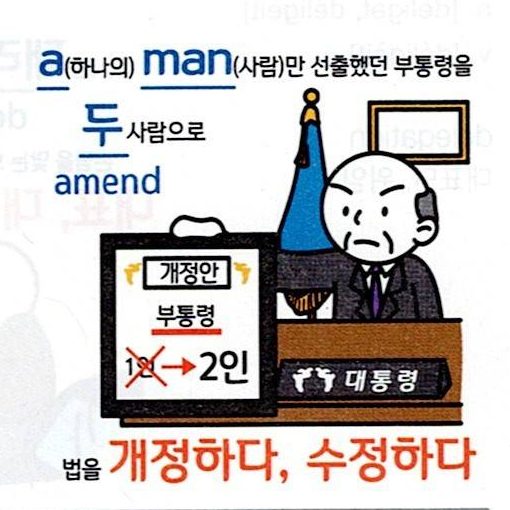 a(하나의) man(사람)만 선출했던 부통령을
두 사람으로
amend
개정안
부통령
1인→2인
대통령
법을 개정하다, 수정하다